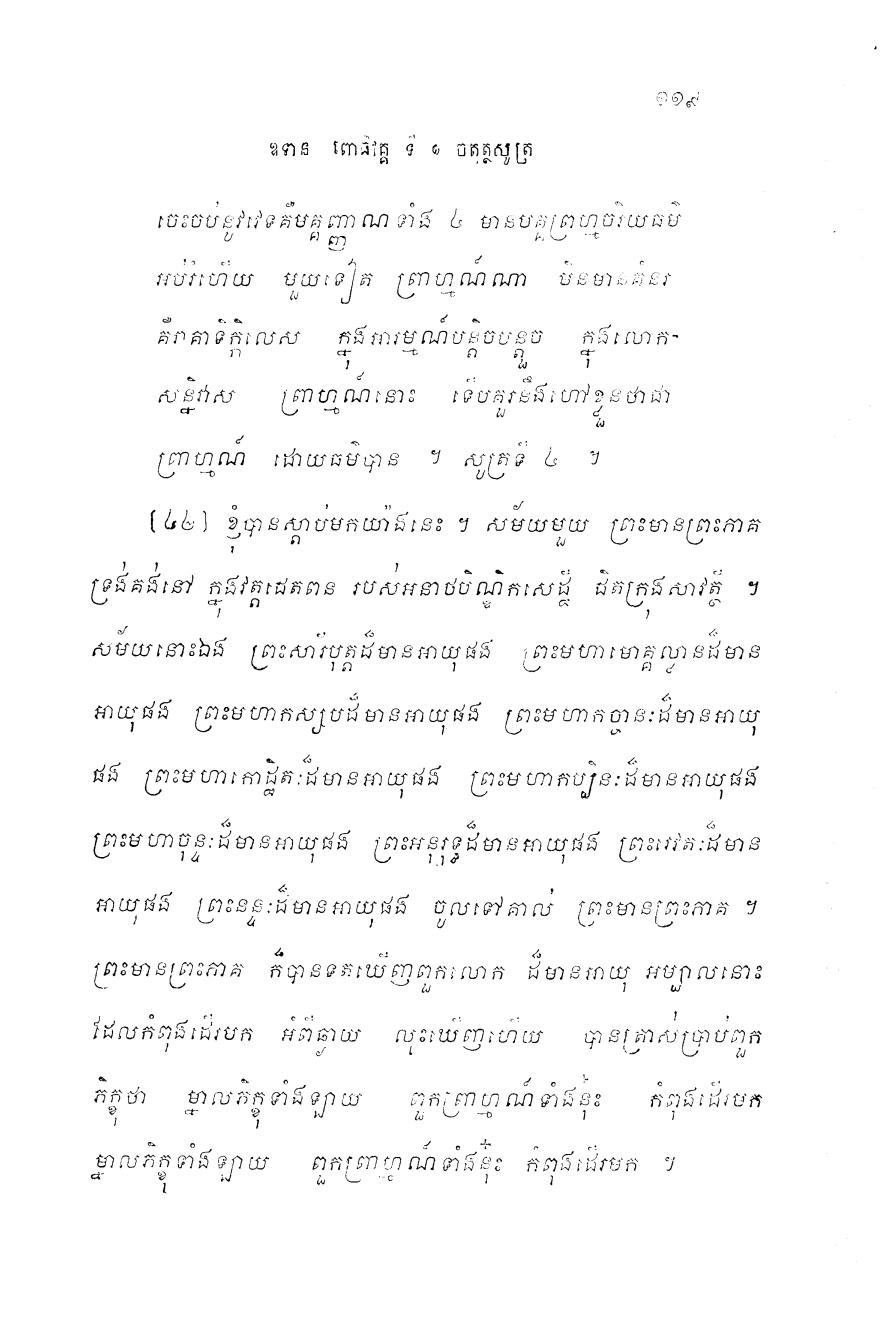 ១១៩
ឧទាន ពោធិវគ្គ ទី ១ ចតុត្ថសូត្រ
ចេះចប់នូវវេទគឺមគ្គញ្ញាណទាំង ៤ មានមគ្គព្រហ្មចរិយធម៌
អប់រំហើយ មួយទៀត ព្រាហ្មណ៍ណា មិនមានគំនរ
គឺរាគាទិក្កិលេស ក្នុងអារម្មណ៍បន្តិចបន្តួច ក្នុងលោក-
សន្និវាស ព្រាហ្មណ៍នោះ ទើបគួរនឹងហៅខ្លួនថាជា
ព្រាហ្មណ៍ ដោយធម៌បាន ។ សូត្រទី ៤ ។
[៤៤] ខ្ញុំបានស្តាប់មកយ៉ាងនេះ ។ សម័យមួយ ព្រះមានព្រះភាគ
ទ្រង់គង់នៅ ក្នុងវត្តជេតពន របស់អនាថបិណ្ឌិកសេដ្ឋី ជិតក្រុងសាវត្ថី ។
សម័យនោះឯង ព្រះសារីបុត្តដ៏មានអាយុផង ព្រះមហាមោគ្គល្លានដ៏មាន
អាយុផង ព្រះមហាកស្សបដ៏មានអាយុផង ព្រះមហាកច្ចានៈដ៏មានអាយុ
ផង ព្រះមហាកោដ្ឋិតៈដ៏មានអាយុផង ព្រះមហាកប្បិនៈដ៏មានអាយុផង
ព្រះមហាចុន្ទៈដ៏មានអាយុផង ព្រះអនុរុទ្ធដ៏មានអាយុផង ព្រះរេវតៈដ៏មាន
អាយុផង ព្រះនន្ទៈដ៏មានអាយុផង ចូលទៅគាល់ ព្រះមានព្រះភាគ ។
ព្រះមានព្រះភាគ ក៏បានទតឃើញពួកលោក ដ៏មានអាយុ អម្បាលនោះ
ដែលកំពុងដើរមក អំពីឆ្ងាយ លុះឃើញហើយ បានត្រាស់ប្រាប់ពួក
ភិក្ខុថា ម្នាលភិក្ខុទាំងឡាយ ពួកព្រាហ្មណ៍ទាំងនុ៎ះ កំពុងដើរមក
ម្នាលភិក្ខុទាំងឡាយ ពួកព្រាហ្មណ៍ទាំងនុ៎ះ កំពុងដើរមក ។